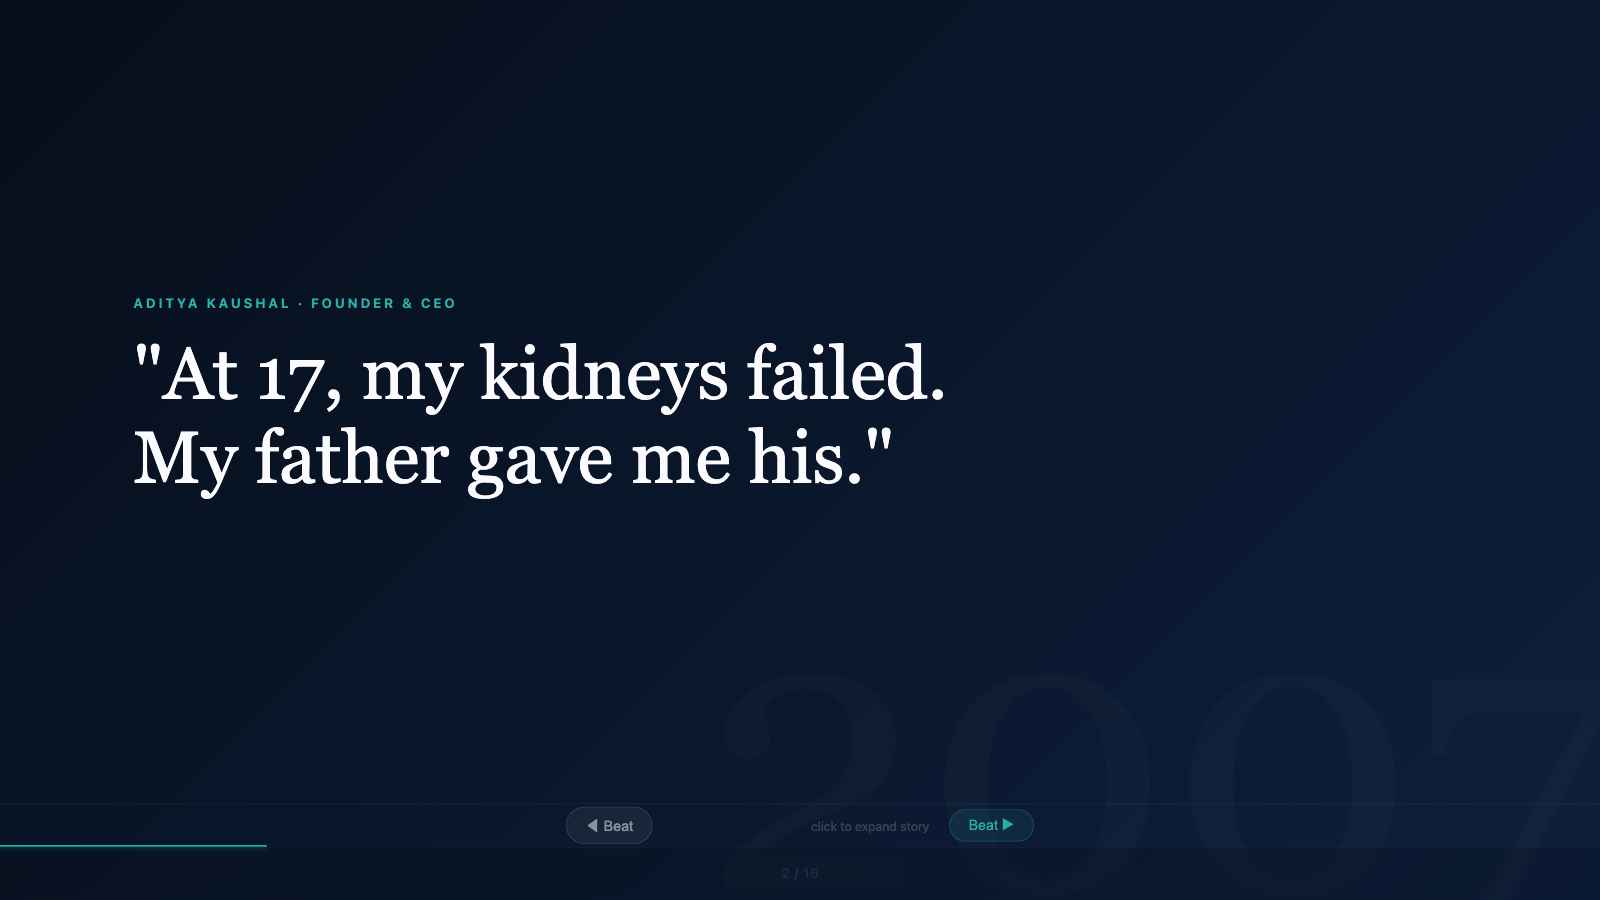 ADITYA KAUSHAL · FOUNDER & CEO
"At 17, my kidneys failed.
My father gave me his."
2007
◀ Beat
click to expand story
Beat ▶
2 / 16